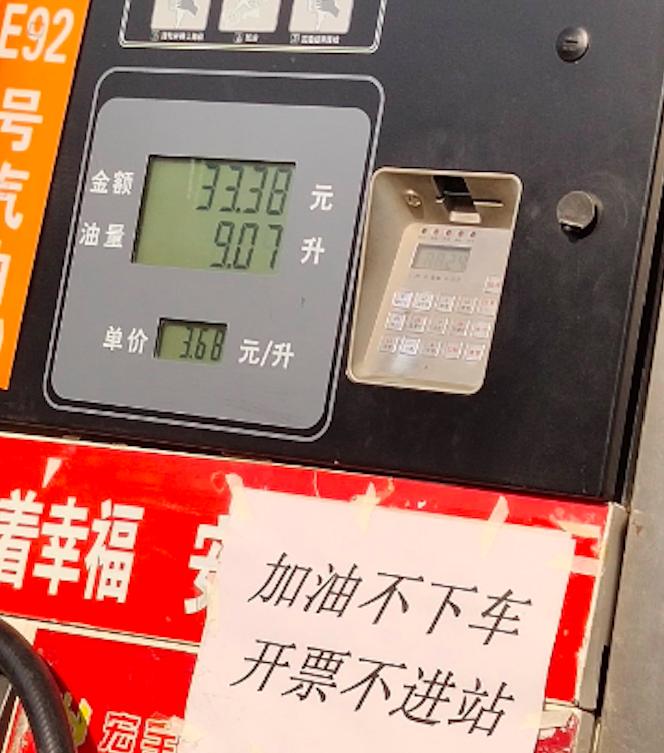 E92
号
汽
金额 33.38 元
油量 9.07 升
单价 3.68 元/升
着幸福 安
加油不下车
开票不进站